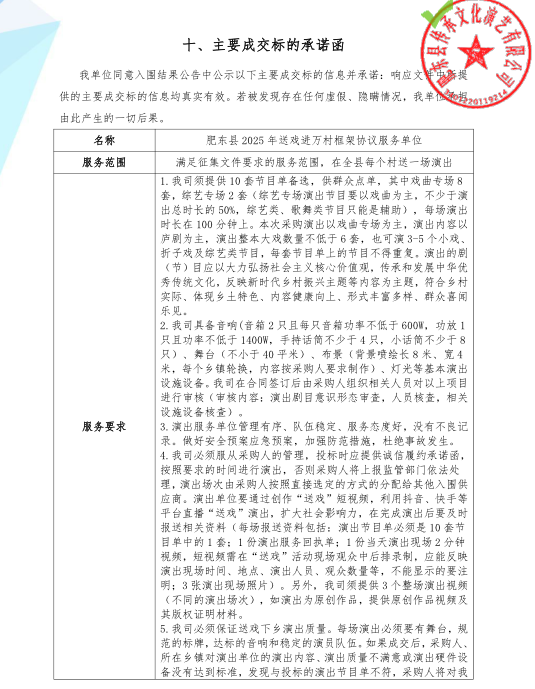 十、主要成交标的承诺函
我单位同意入围结果公告中公示以下主要成交标的信息并承诺：响应文件中所提
供的主要成交标的信息均真实有效。若被发现存在任何虚假、隐瞒情况，我单位承担
由此产生的一切后果。
肥东县传承文化演艺有限公司
名称
肥东县 2025 年送戏进万村框架协议服务单位
服务范围
满足征集文件要求的服务范围，在全县每个村送一场演出
服务要求
1.我司须提供 10 套节目单备选，供群众点单，其中戏曲专场 8
套，综艺专场 2 套（综艺专场演出节目要以戏曲为主，不少于演
出总时长的 50%，综艺类、歌舞类节目只能是辅助），每场演出
时长在 100 分钟上。本次采购演出以戏曲专场为主，演出内容以
庐剧为主，演出整本大戏数量不低于 6 套，也可演 3-5 个小戏、
折子戏及综艺类节目，每套节目单上的节目不得重复。演出的剧
（节）目应以大力弘扬社会主义核心价值观，传承和发展中华优
秀传统文化，反映新时代乡村振兴主题等内容为主题，符合乡村
实际、体现乡土特色、内容健康向上、形式丰富多样、群众喜闻
乐见。
2.我司具备音响(音箱 2 只且每只音箱功率不低于 600W，功放 1
只且功率不低于 1400W，手持话筒不少于 4 只，小话筒不少于 8
只）、舞台（不小于 40 平米）、布景（背景喷绘长 8 米、宽 4
米，每个乡镇轮换，内容按采购人要求制作）、灯光等基本演出
设施设备。我司在合同签订后由采购人组织相关人员对以上项目
进行审核（审核内容：演出剧目意识形态审查，人员核查，相关
设施设备核查）。
3.演出服务单位管理有序、队伍稳定、服务态度好，没有不良记
录。做好安全预案应急预案，加强防范措施，杜绝事故发生。
4.我司必须服从采购人的管理，投标时应提供诚信履约承诺函，
按照要求的时间进行演出，否则采购人将上报监管部门依法处
理，演出场次由采购人按照直接选定的方式的分配给其他入围供
应商。演出单位要通过创作“送戏”短视频，利用抖音、快手等
平台直播“送戏”演出，扩大社会影响力，在完成演出后要及时
报送相关资料（每场报送资料包括：演出节目单必须是 10 套节
目单中的 1 套；1 份演出服务回执单；1 份当天演出现场 2 分钟
视频，短视频需在“送戏”活动现场观众中后排录制，应能反映
演出现场时间、地点、演出人员、观众数量等，不能显示的要注
明；3 张演出现场照片）。另外，我司须提供 3 个整场演出视频
（不同的演出场次），如演出为原创作品，提供原创作品视频及
其版权证明材料。
5.我司必须保证送戏下乡演出质量。每场演出必须要有舞台，规
范的标牌，达标的音响和稳定的演员队伍。如果成交后，采购人、
所在乡镇对演出单位的演出内容、演出质量不满意或演出硬件设
备没有达到标准，发现与投标的演出节目单不符，采购人将对我